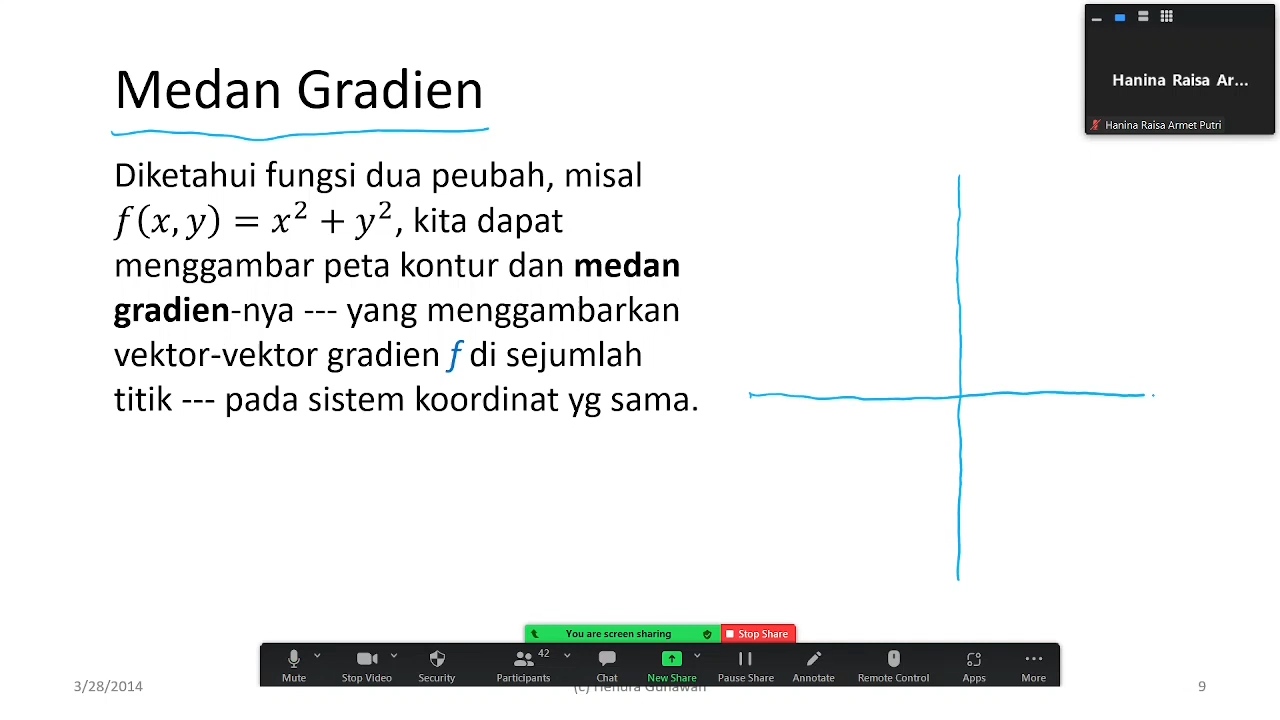 Medan Gradien
Diketahui fungsi dua peubah, misal
f(x, y) = x² + y², kita dapat
menggambar peta kontur dan medan
gradien-nya --- yang menggambarkan
vektor-vektor gradien f di sejumlah
titik --- pada sistem koordinat yg sama.
Hanina Raisa Ar...
Hanina Raisa Armet Putri
You are screen sharing
Stop Share
Mute
Stop Video
Security
42
Participants
Chat
New Share
Pause Share
Annotate
Remote Control
Apps
More
3/28/2014
(c) Hendra Gunawan
9